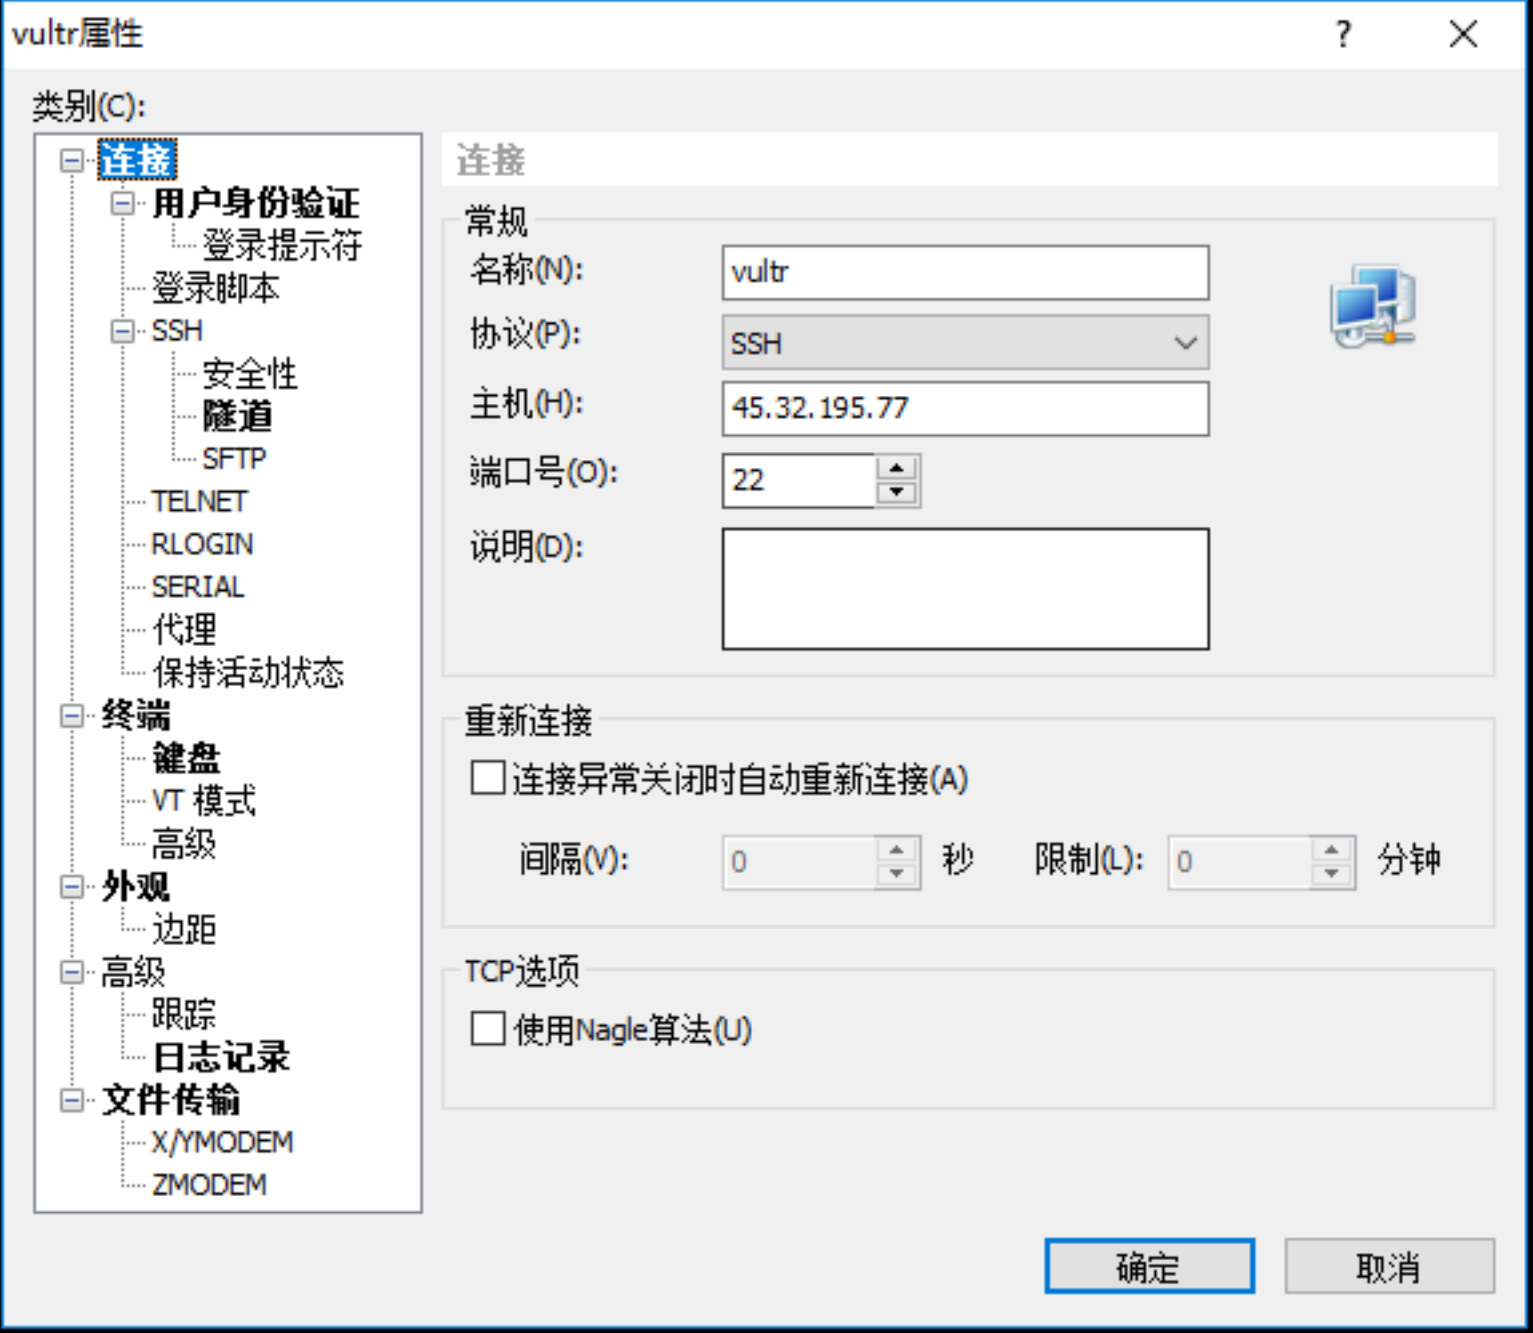 vultr属性
?
类别(C):
连接
用户身份验证
登录提示符
登录脚本
SSH
安全性
隧道
SFTP
TELNET
RLOGIN
SERIAL
代理
保持活动状态
终端
键盘
VT 模式
高级
外观
边距
高级
跟踪
日志记录
文件传输
X/YMODEM
ZMODEM
连接
常规
名称(N): vultr
协议(P): SSH
主机(H): 45.32.195.77
端口号(O): 22
说明(D):
重新连接
连接异常关闭时自动重新连接(A)
间隔(V): 0 秒 限制(L): 0 分钟
TCP选项
使用Nagle算法(U)
确定 取消